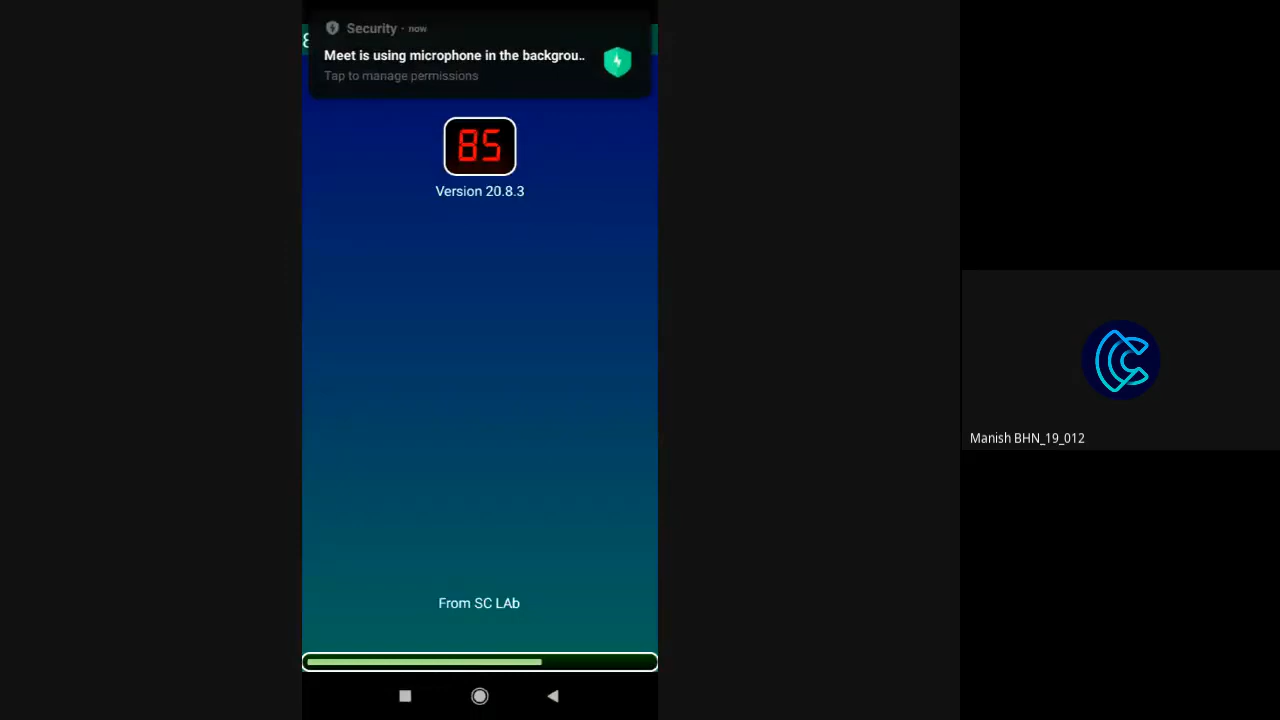 Security · now
Meet is using microphone in the backgrou..
Tap to manage permissions
85
Version 20.8.3
From SC LAb
Manish BHN_19_012